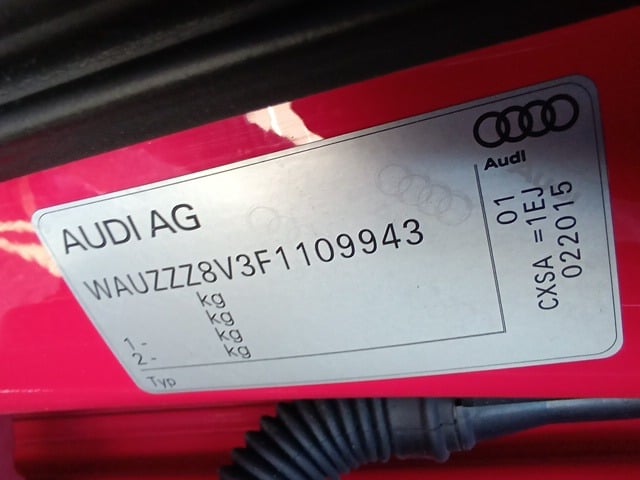 AUDI AG
WAUZZZ8V3F1109943
kg
kg
1 - kg
2 - kg
Typ
Audi
01
CXSA =1EJ
022015